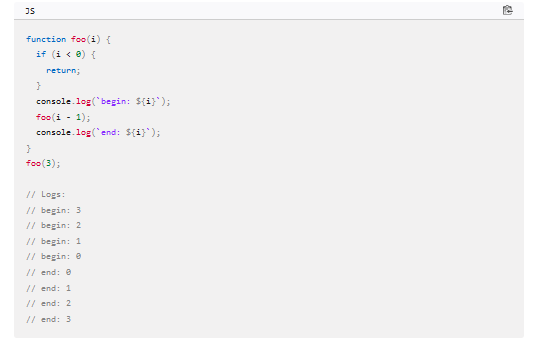 JS
function foo(i) {
  if (i < 0) {
    return;
  }
  console.log(`begin: ${i}`);
  foo(i - 1);
  console.log(`end: ${i}`);
}
foo(3);

// Logs:
// begin: 3
// begin: 2
// begin: 1
// begin: 0
// end: 0
// end: 1
// end: 2
// end: 3